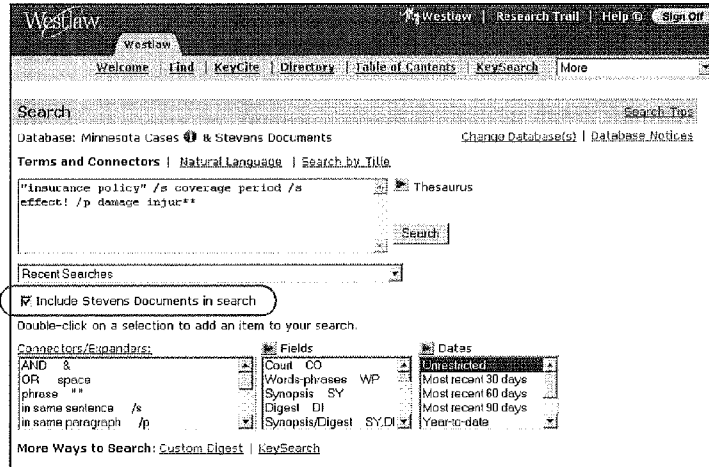 Westlaw
My Westlaw | Research Trail | Help Sign Off
Westlaw
Welcome | Find | KeyCite | Directory | Table of Contents | KeySearch More
Search Search Tips
Database: Minnesota Cases & Stevens Documents Change Database(s) | Database Notices
Terms and Connectors | Natural Language | Search by Title
"insurance policy" /s coverage period /s Thesaurus
effect! /p damage injur**
Search
Recent Searches
Include Stevens Documents in search
Double-click on a selection to add an item to your search.
Connectors/Expanders: Fields Dates
AND & Court CO Unrestricted
OR space Words-phrases WP Most recent 30 days
phrase "" Synopsis SY Most recent 60 days
in same sentence /s Digest DI Most recent 90 days
in same paragraph /p Synopsis/Digest SY,DI Year-to-date
More Ways to Search: Custom Digest | KeySearch